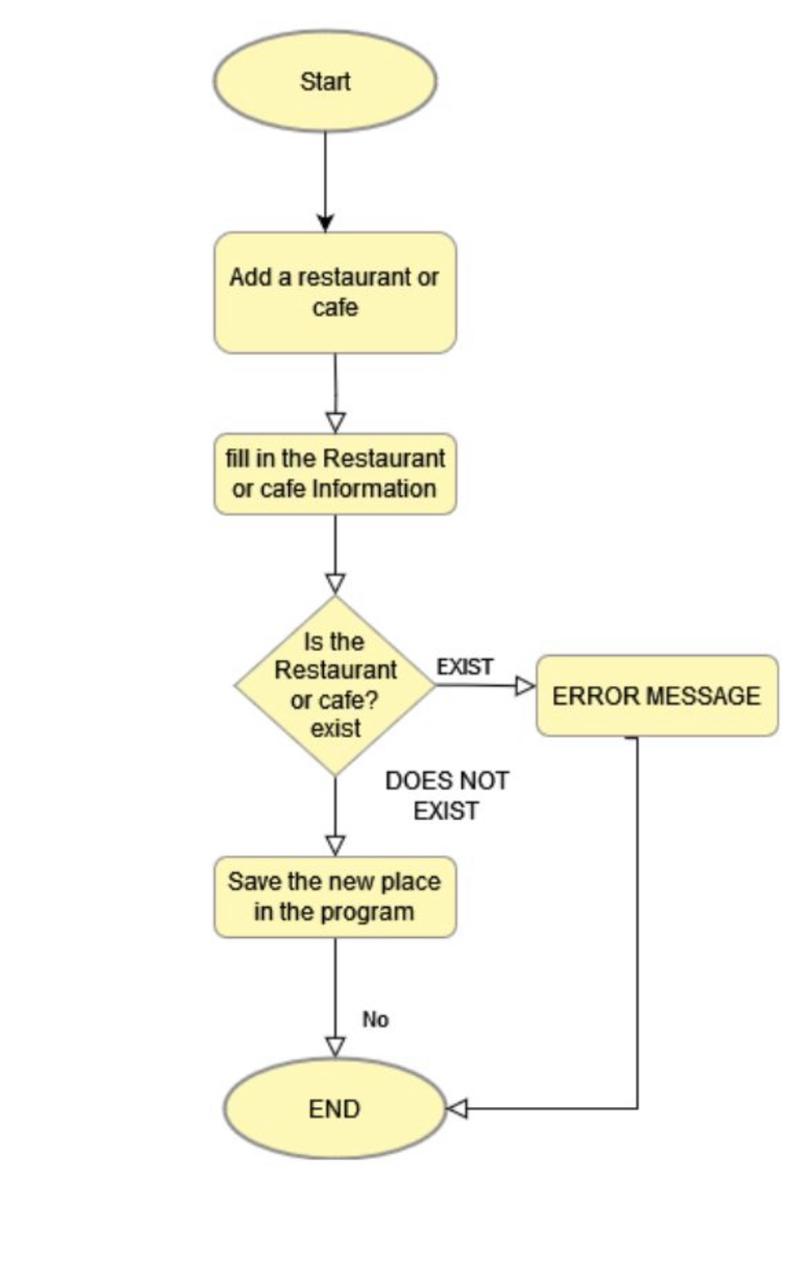 Start
Add a restaurant or
cafe
fill in the Restaurant
or cafe Information
Is the
Restaurant
or cafe?
exist
EXIST
ERROR MESSAGE
DOES NOT
EXIST
Save the new place
in the program
No
END